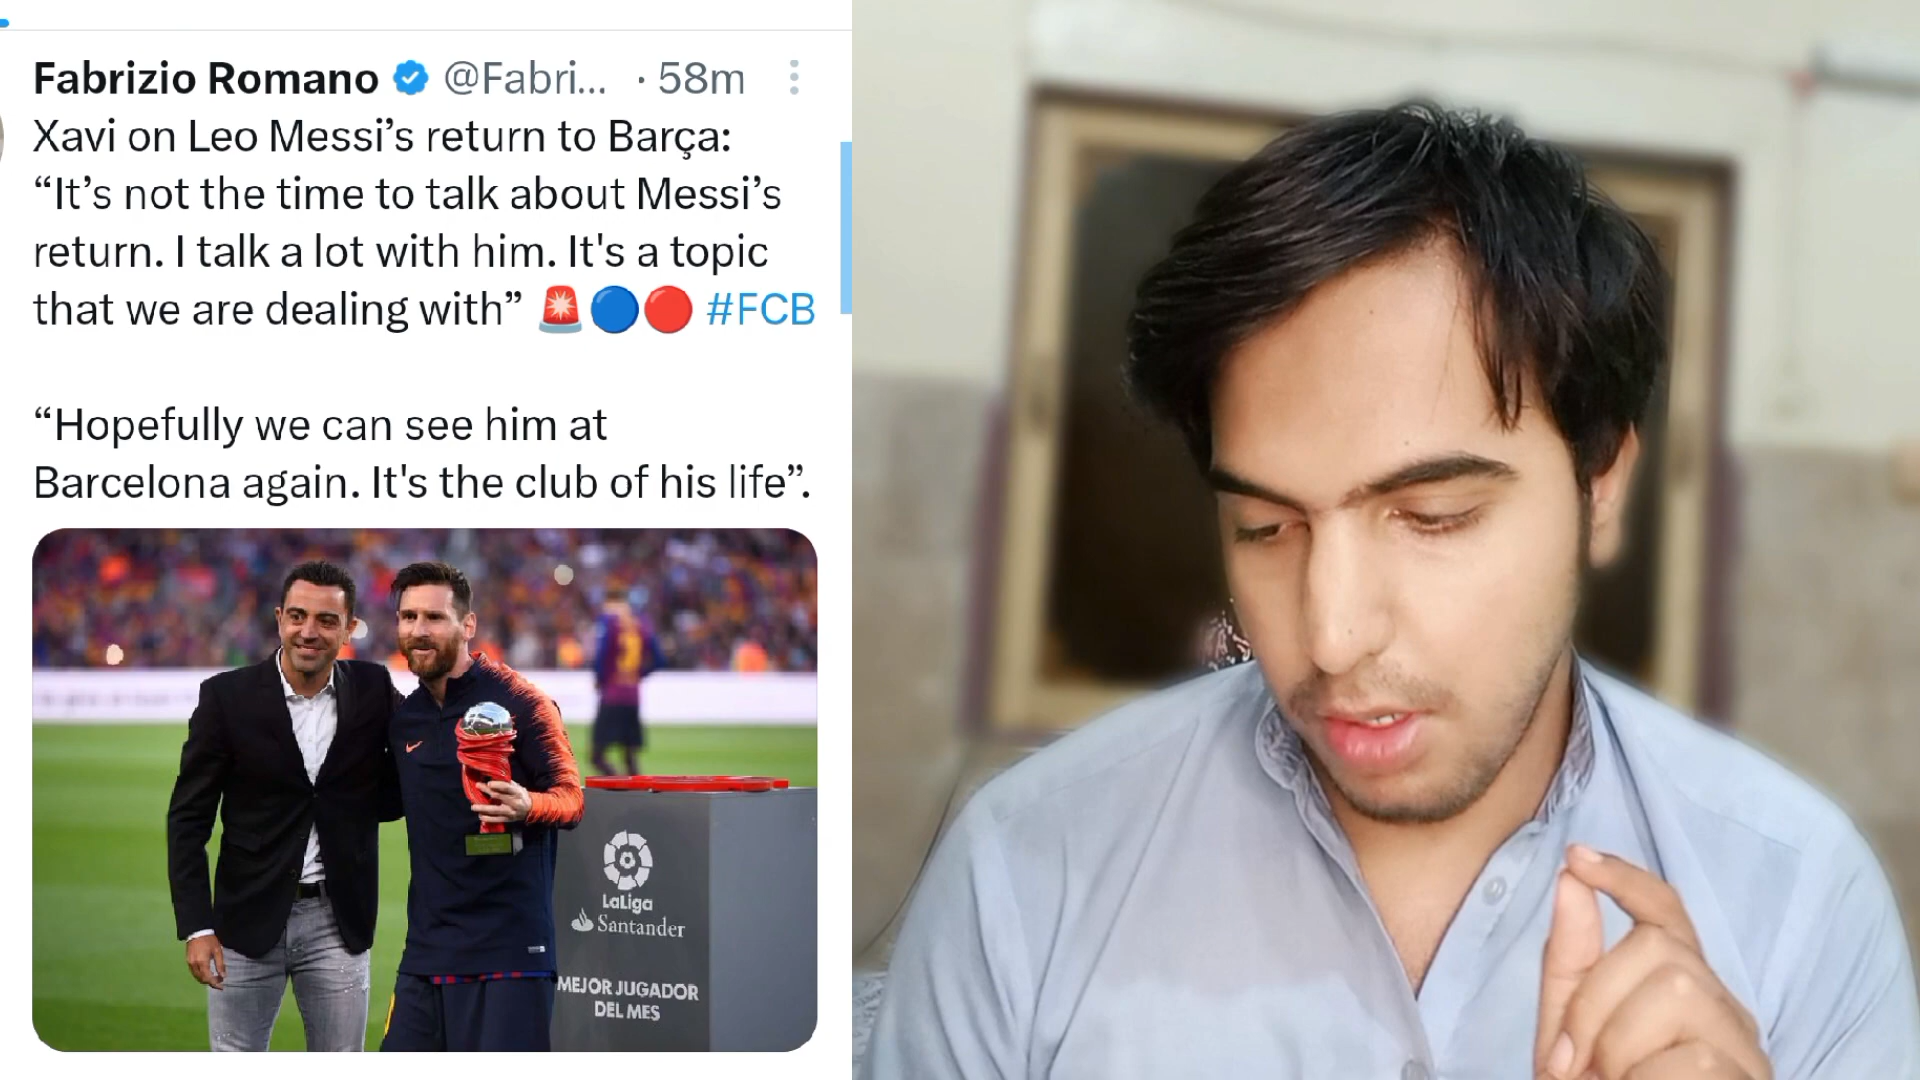 Fabrizio Romano @Fabri... · 58m
Xavi on Leo Messi’s return to Barça:
“It’s not the time to talk about Messi’s
return. I talk a lot with him. It's a topic
that we are dealing with” 🚨🔵🔴 #FCB
“Hopefully we can see him at
Barcelona again. It's the club of his life”.
3
LaLiga
Santander
MEJOR JUGADOR
DEL MES